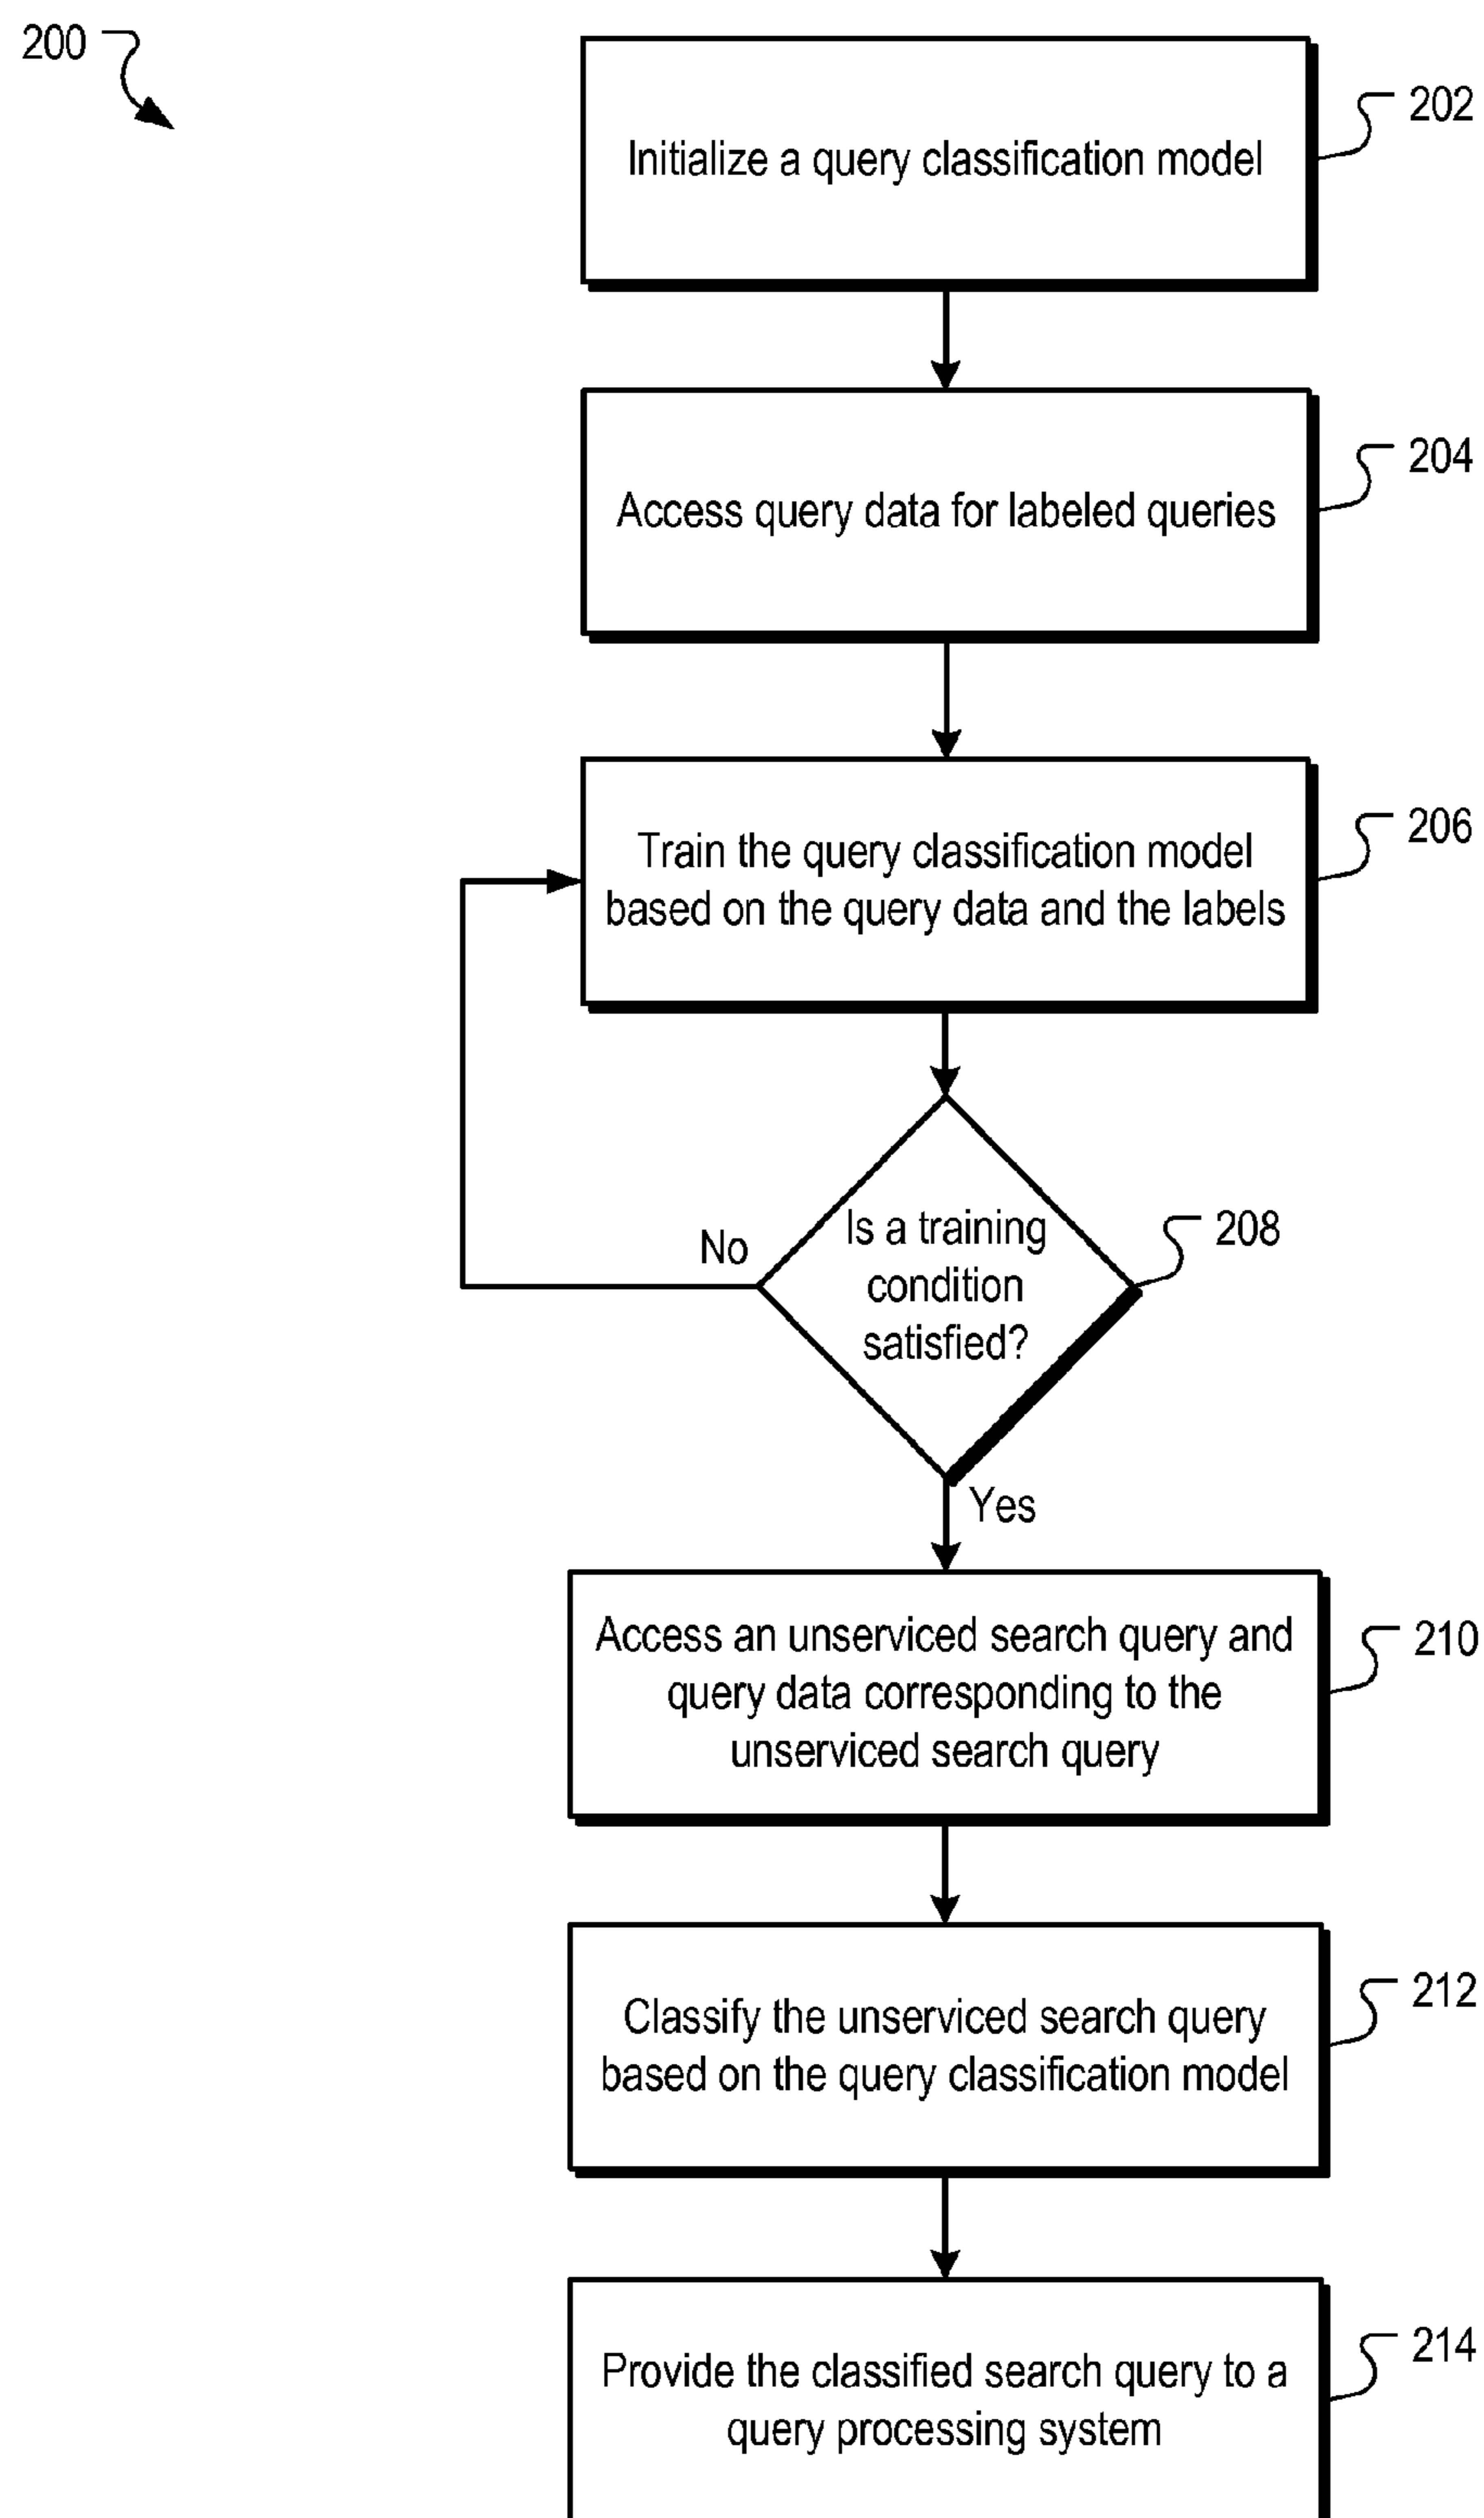 200
Initialize a query classification model
202
Access query data for labeled queries
204
Train the query classification model
based on the query data and the labels
206
Is a training
condition
satisfied?
208
No
Yes
Access an unserviced search query and
query data corresponding to the
unserviced search query
210
Classify the unserviced search query
based on the query classification model
212
Provide the classified search query to a
query processing system
214